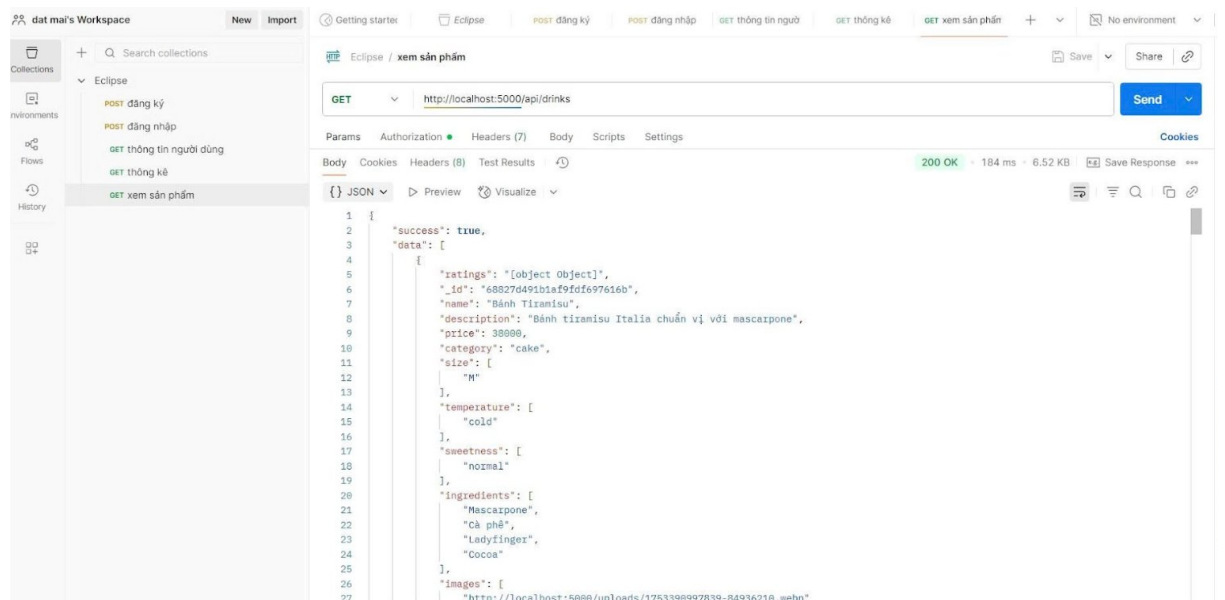 dat mai's Workspace
New
Import
Getting started
Eclipse
POST đăng ký
POST đăng nhập
GET thông tin ngườ
GET thông kê
GET xem sản phẩm
No environment
Collections
Search collections
Eclipse / xem sản phẩm
Save
Share
Eclipse
POST đăng ký
POST đăng nhập
GET thông tin người dùng
GET thông kê
GET xem sản phẩm
nvironments
Flows
History
GET
http://localhost:5000/api/drinks
Send
Params Authorization Headers (7) Body Scripts Settings
Cookies
Body Cookies Headers (8) Test Results
200 OK 184 ms 6.52 KB Save Response
{} JSON Preview Visualize
1 {
2 "success": true,
3 "data": [
4 {
5 "ratings": "[object Object]",
6 "_id": "68827d491b1af9fdf697616b",
7 "name": "Bánh Tiramisu",
8 "description": "Bánh tiramisu Italia chuẩn vị với mascarpone",
9 "price": 38000,
10 "category": "cake",
11 "size": [
12 "M"
13 ],
14 "temperature": [
15 "cold"
16 ],
17 "sweetness": [
18 "normal"
19 ],
20 "ingredients": [
21 "Mascarpone",
22 "Cà phê",
23 "Ladyfinger",
24 "Cocoa"
25 ],
26 "images": [
27 "http://localhost:5000/uploads/1753390997839-84936210.webp"